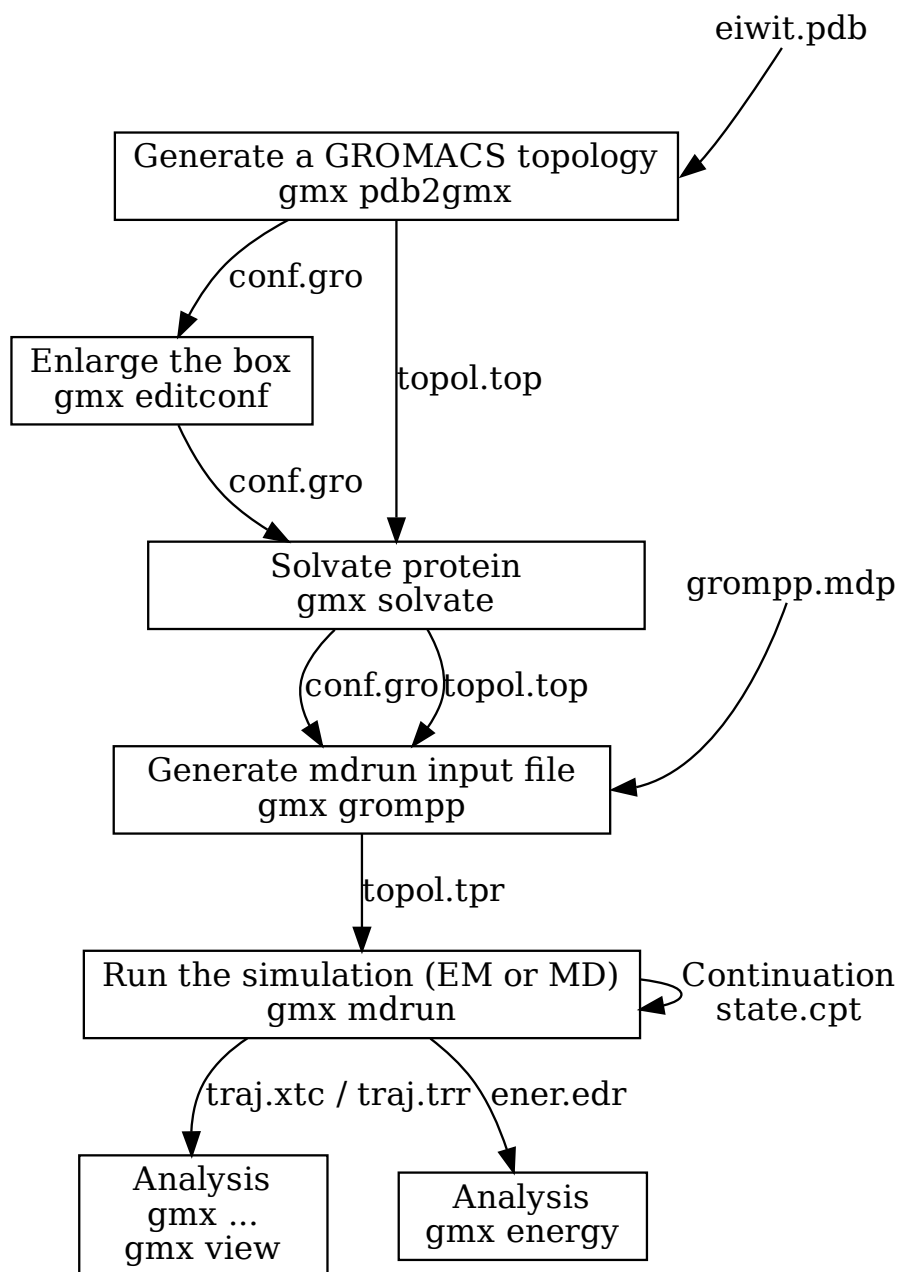 eiwit.pdb
Generate a GROMACS topology
gmx pdb2gmx
conf.gro
Enlarge the box
gmx editconf
topol.top
conf.gro
Solvate protein
gmx solvate
grompp.mdp
conf.gro
topol.top
Generate mdrun input file
gmx grompp
topol.tpr
Run the simulation (EM or MD)
gmx mdrun
Continuation
state.cpt
traj.xtc / traj.trr
ener.edr
Analysis
gmx ...
gmx view
Analysis
gmx energy